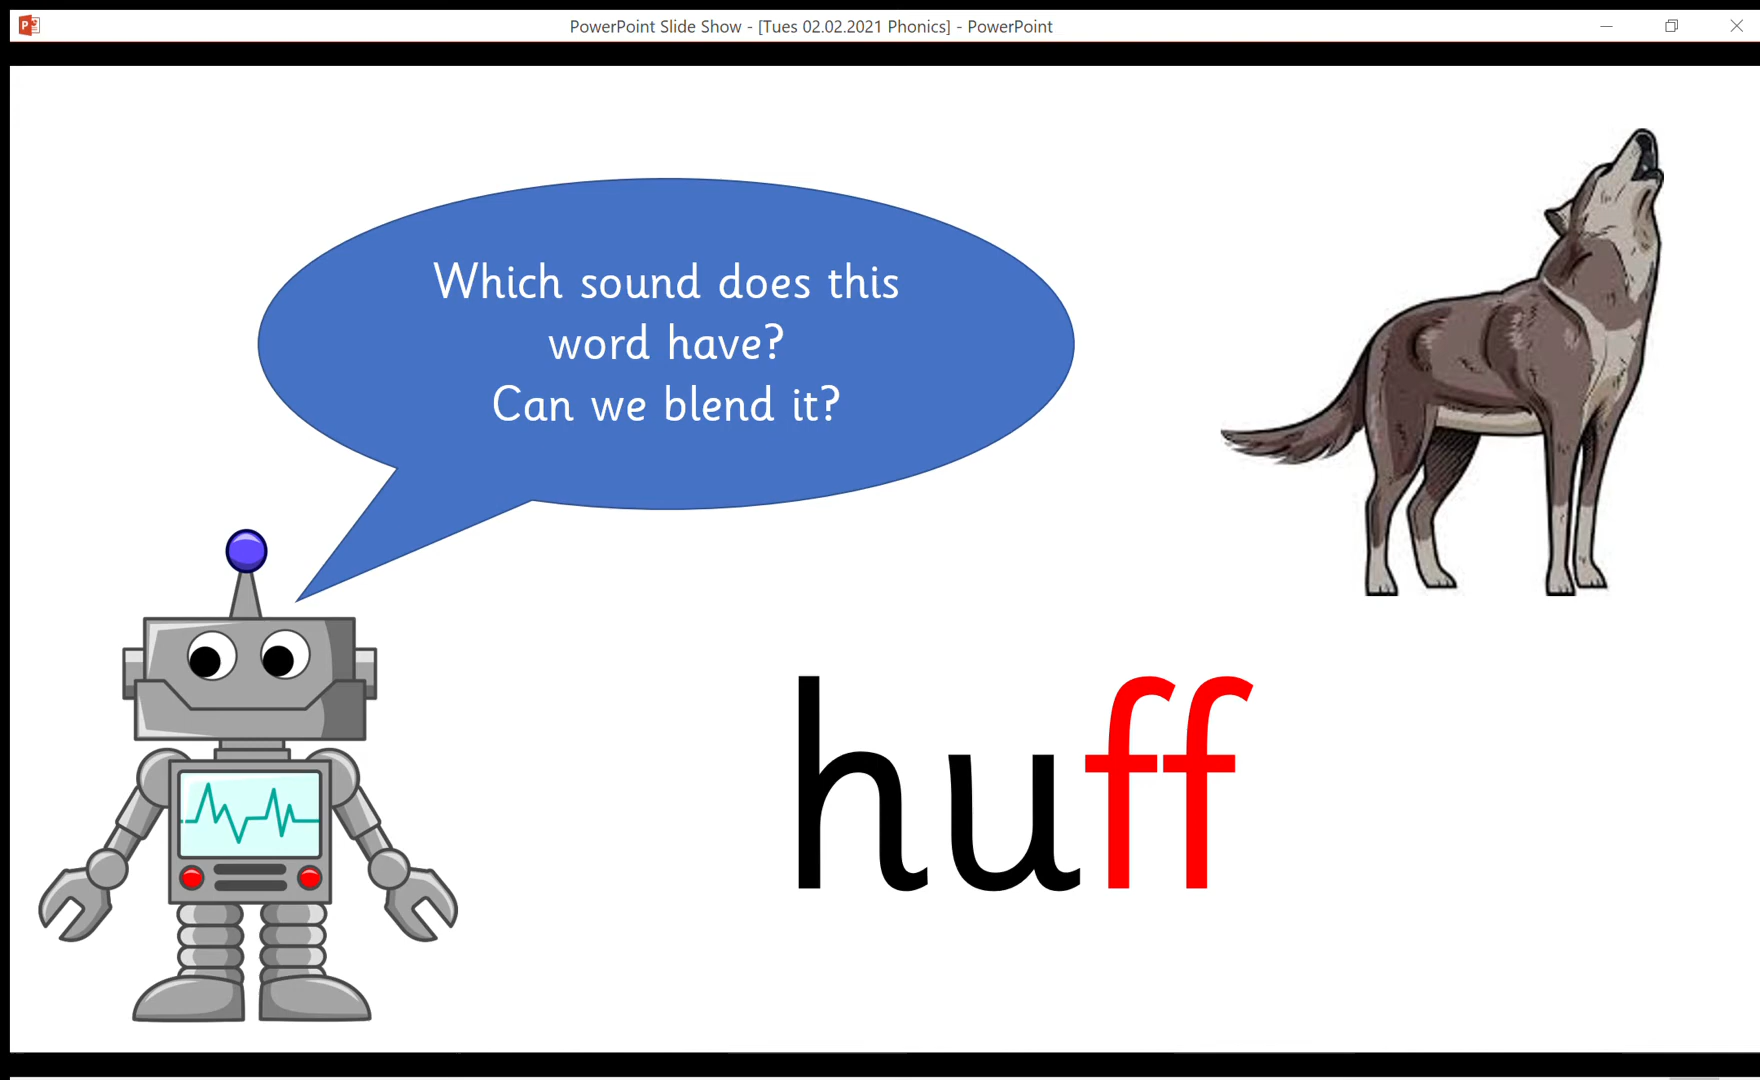 PowerPoint Slide Show - [Tues 02.02.2021 Phonics] - PowerPoint
Which sound does this
word have?
Can we blend it?
huff